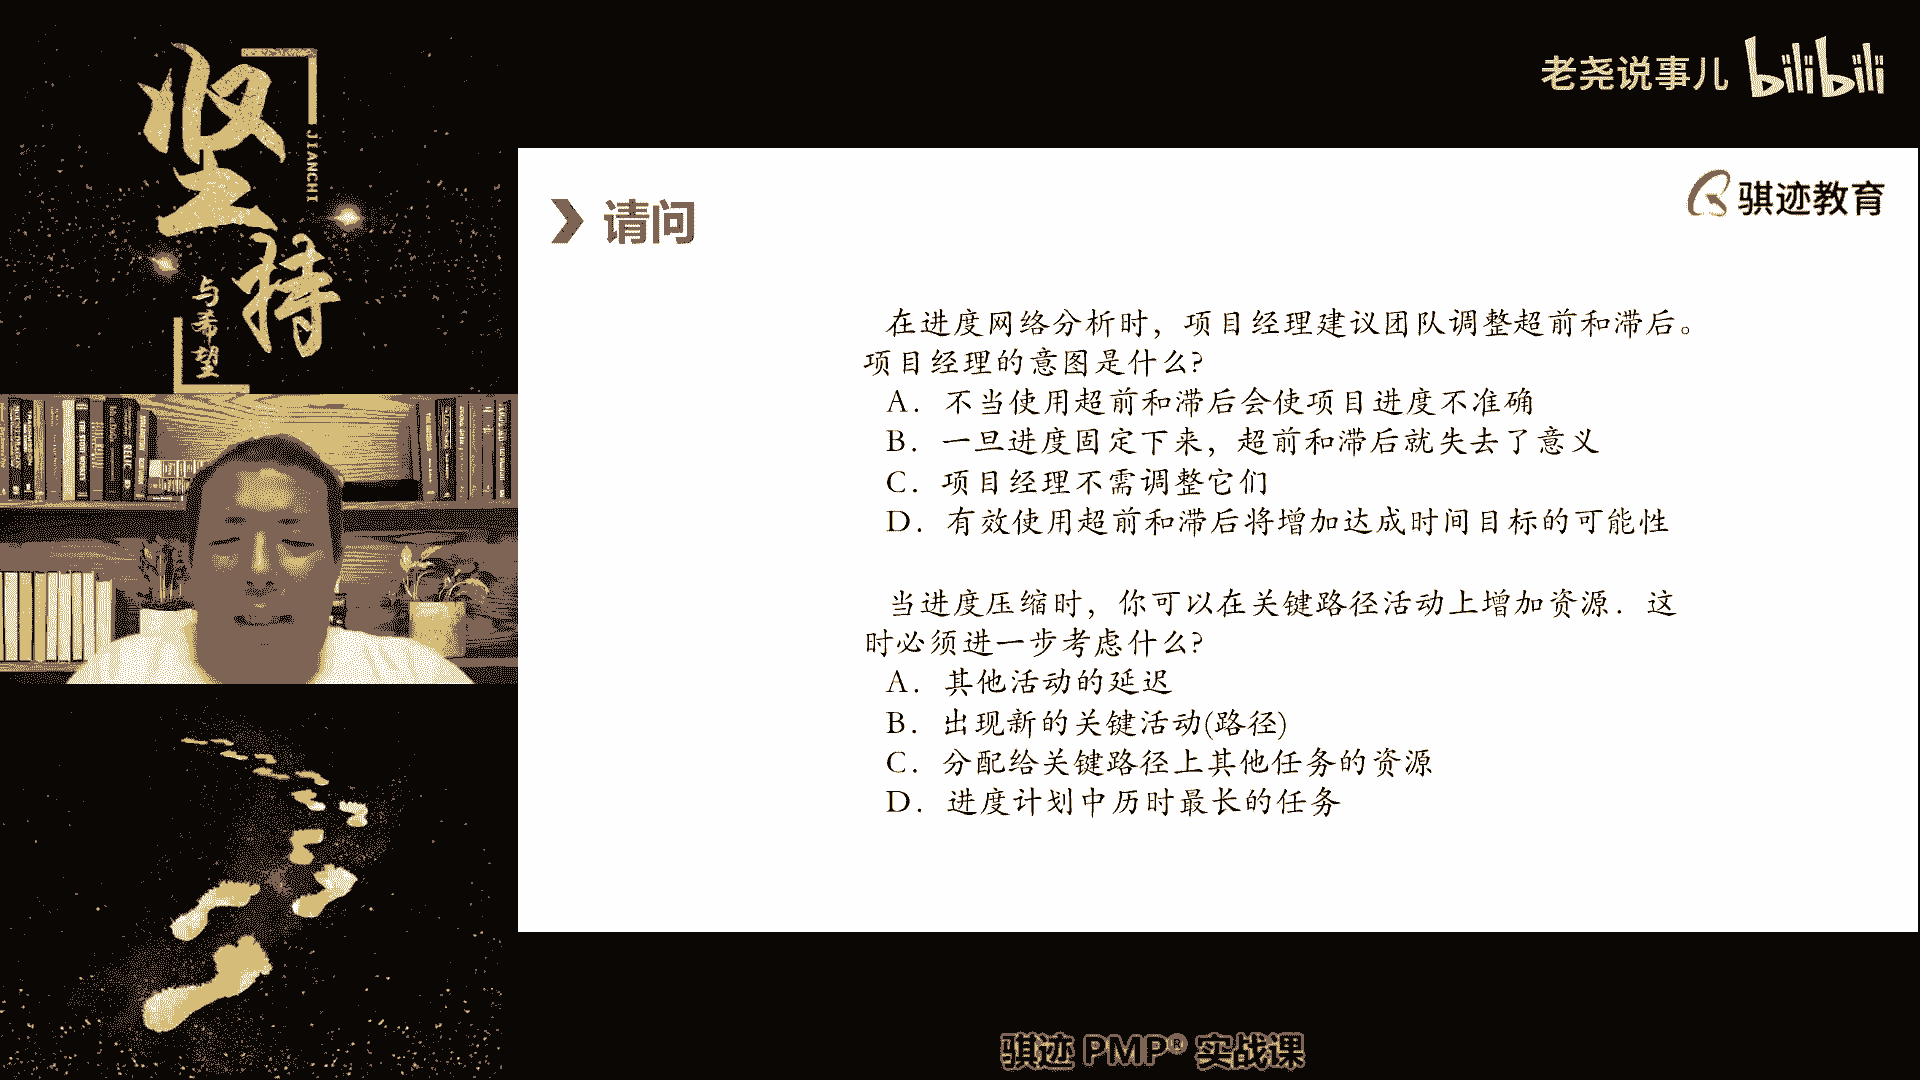 坚持
JIANCHI
与希望
老尧说事儿 bilibili
骐迹教育
请问
在进度网络分析时，项目经理建议团队调整超前和滞后。
项目经理的意图是什么?
A. 不当使用超前和滞后会使项目进度不准确
B. 一旦进度固定下来，超前和滞后就失去了意义
C. 项目经理不需调整它们
D. 有效使用超前和滞后将增加达成时间目标的可能性
当进度压缩时，你可以在关键路径活动上增加资源．这
时必须进一步考虑什么?
A. 其他活动的延迟
B. 出现新的关键活动(路径)
C. 分配给关键路径上其他任务的资源
D. 进度计划中历时最长的任务
骐迹 PMP® 实战课